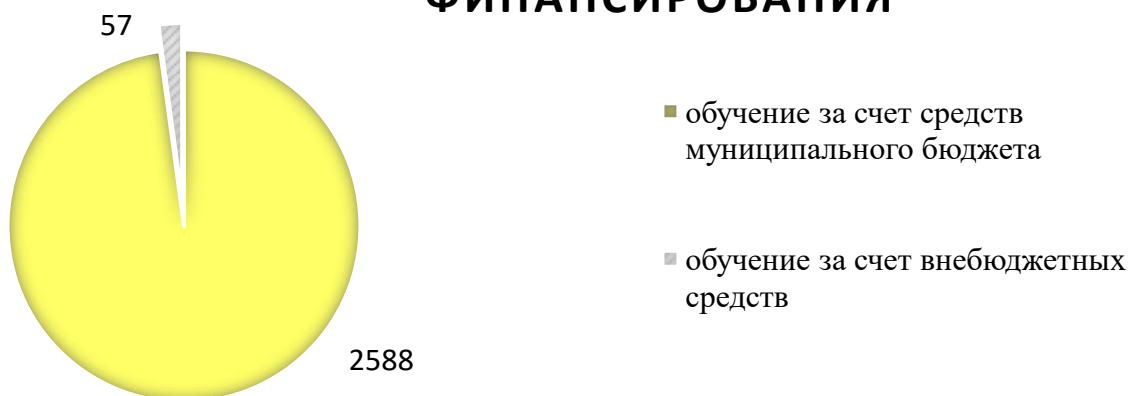 ФИНАНСИРОВАНИЯ
57
обучение за счет средств
муниципального бюджета
обучение за счет внебюджетных
средств
2588